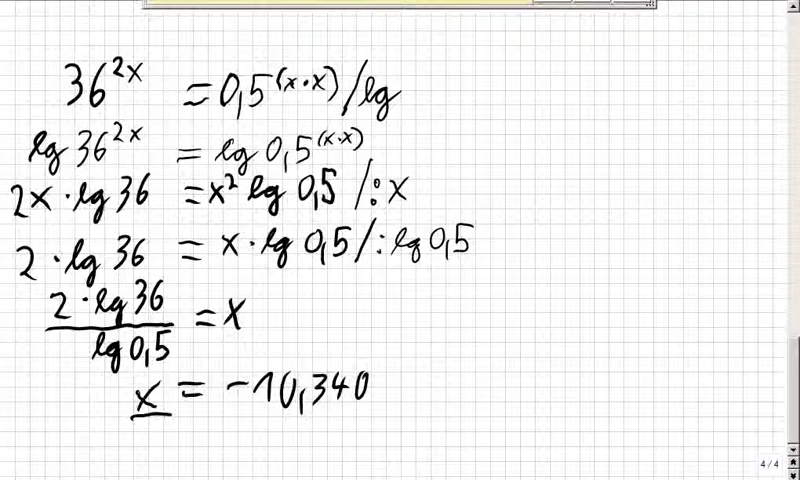 36^{2x} = 0,5^{(x·x)} / lg
lg 36^{2x} = lg 0,5^{(x·x)}
2x · lg 36 = x² lg 0,5 / : x
2 · lg 36 = x · lg 0,5 / : lg 0,5
\frac{2 · lg 36}{lg 0,5} = x
x = -10,340
4 / 4